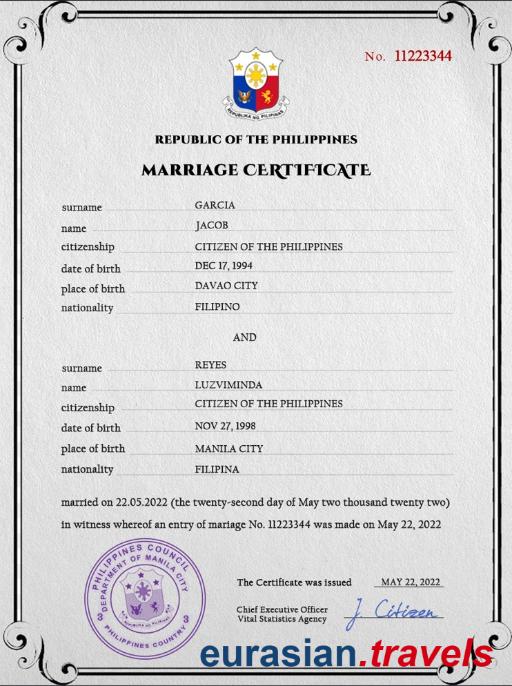 No. 11223344
REPUBLIKA NG PILIPINAS
REPUBLIC OF THE PHILIPPINES
MARRIAGE CERTIFICATE
surname GARCIA
name JACOB
citizenship CITIZEN OF THE PHILIPPINES
date of birth DEC 17, 1994
place of birth DAVAO CITY
nationality FILIPINO
AND
surname REYES
name LUZVIMINDA
citizenship CITIZEN OF THE PHILIPPINES
date of birth NOV 27, 1998
place of birth MANILA CITY
nationality FILIPINA
married on 22.05.2022 (the twenty-second day of May two thousand twenty two)
in witness whereof an entry of mariage No. 11223344 was made on May 22, 2022
PHILIPPINES COUNCIL
DEPARTMENT OF MANILA CITY
3 PHILIPPINES COUNTRY 3
The Certificate was issued MAY 22, 2022
Chief Executive Officer
Vital Statistics Agency
J. Citizen
eurasian.travels